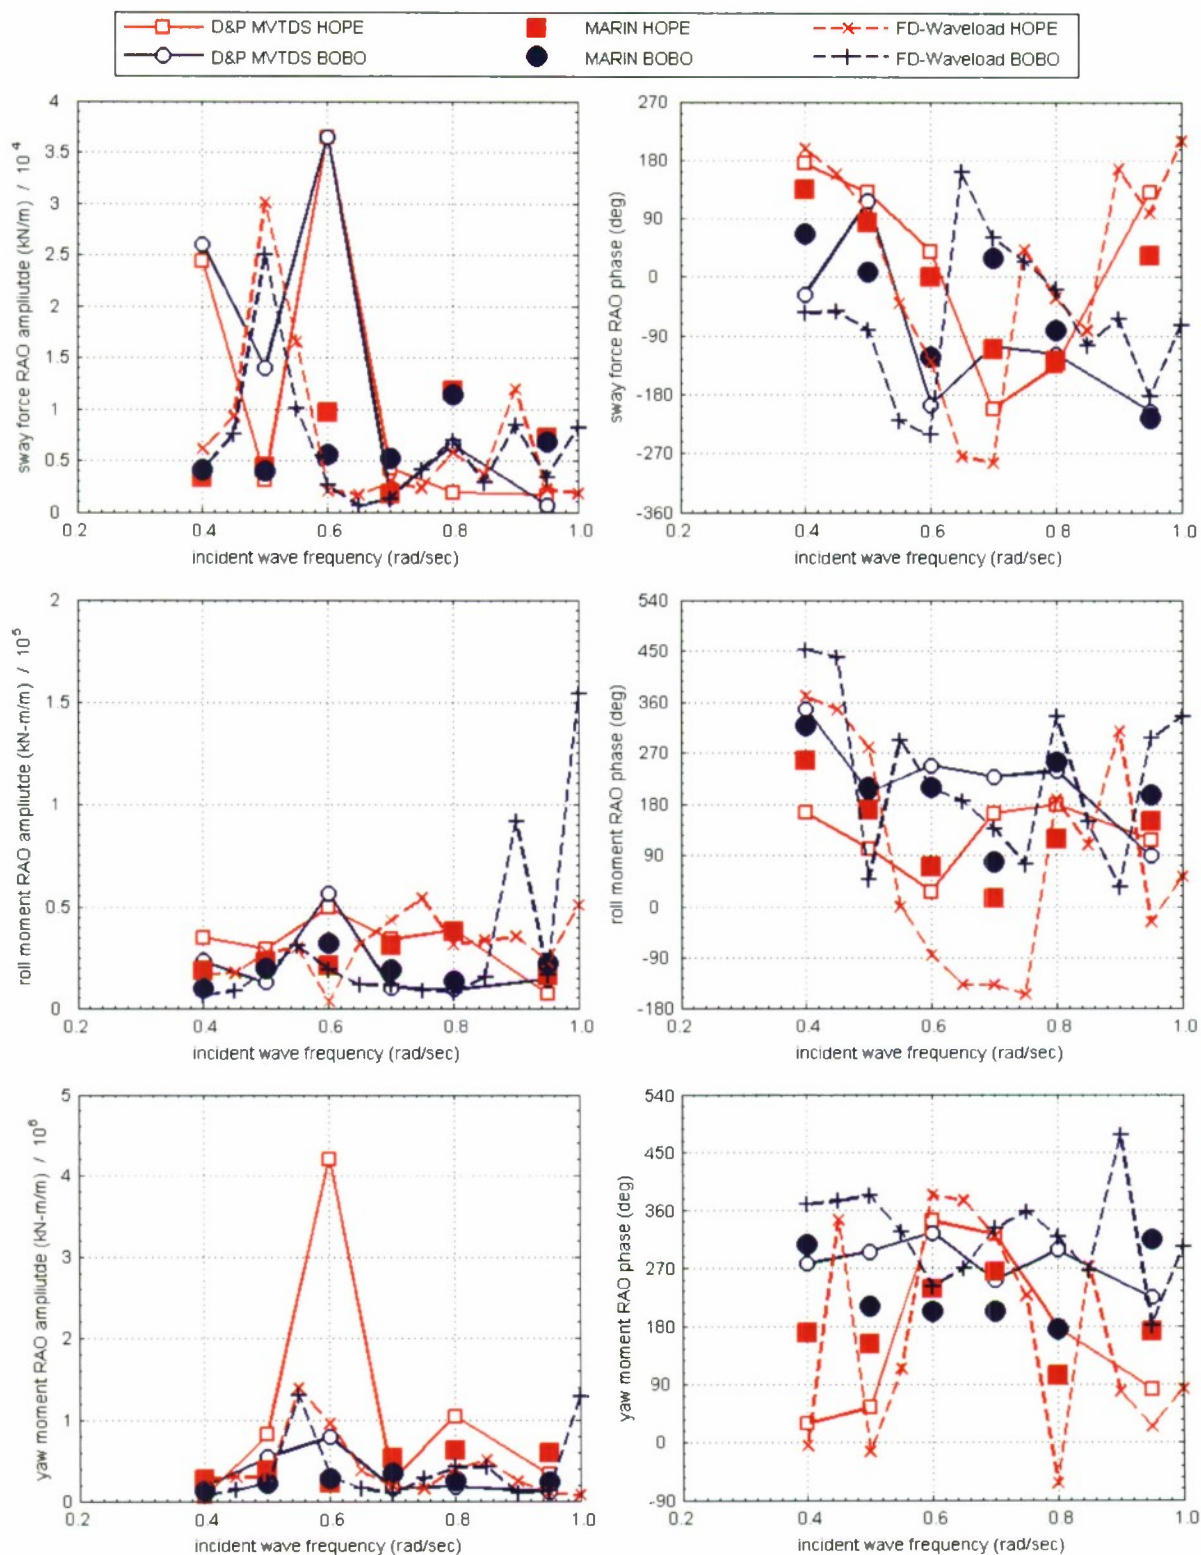 D&P MVTDS HOPE MARIN HOPE FD-Waveload HOPE
D&P MVTDS BOBO MARIN BOBO FD-Waveload BOBO
sway force RAO ampliutde (kN/m) / 10⁻⁴
4
3.5
3
2.5
2
1.5
1
0.5
0
0.2 0.4 0.6 0.8 1.0
incident wave frequency (rad/sec)
sway force RAO phase (deg)
270
180
90
0
-90
-180
-270
-360
0.2 0.4 0.6 0.8 1.0
incident wave frequency (rad/sec)
roll moment RAO ampliutde (kN-m/m) / 10⁵
2
1.5
1
0.5
0
0.2 0.4 0.6 0.8 1.0
incident wave frequency (rad/sec)
roll moment RAO phase (deg)
540
450
360
270
180
90
0
-90
-180
0.2 0.4 0.6 0.8 1.0
incident wave frequency (rad/sec)
yaw moment RAO ampliutde (kN-m/m) / 10⁶
5
4
3
2
1
0
0.2 0.4 0.6 0.8 1.0
incident wave frequency (rad/sec)
yaw moment RAO phase (deg)
540
450
360
270
180
90
0
-90
0.2 0.4 0.6 0.8 1.0
incident wave frequency (rad/sec)